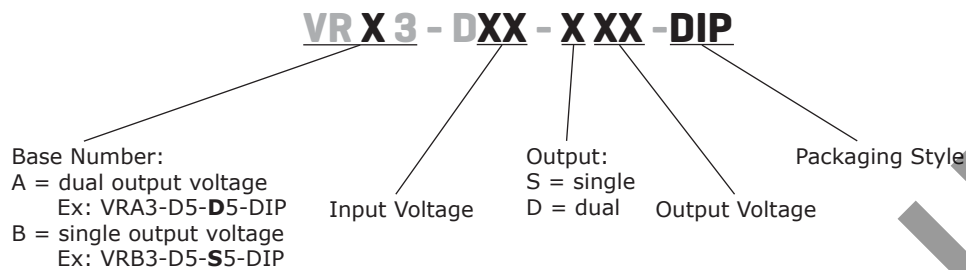 VR X 3 - DXX - X XX -DIP
Base Number:
A = dual output voltage
Ex: VRA3-D5-D5-DIP
B = single output voltage
Ex: VRB3-D5-S5-DIP
Input Voltage
Output:
S = single
D = dual
Output Voltage
Packaging Style